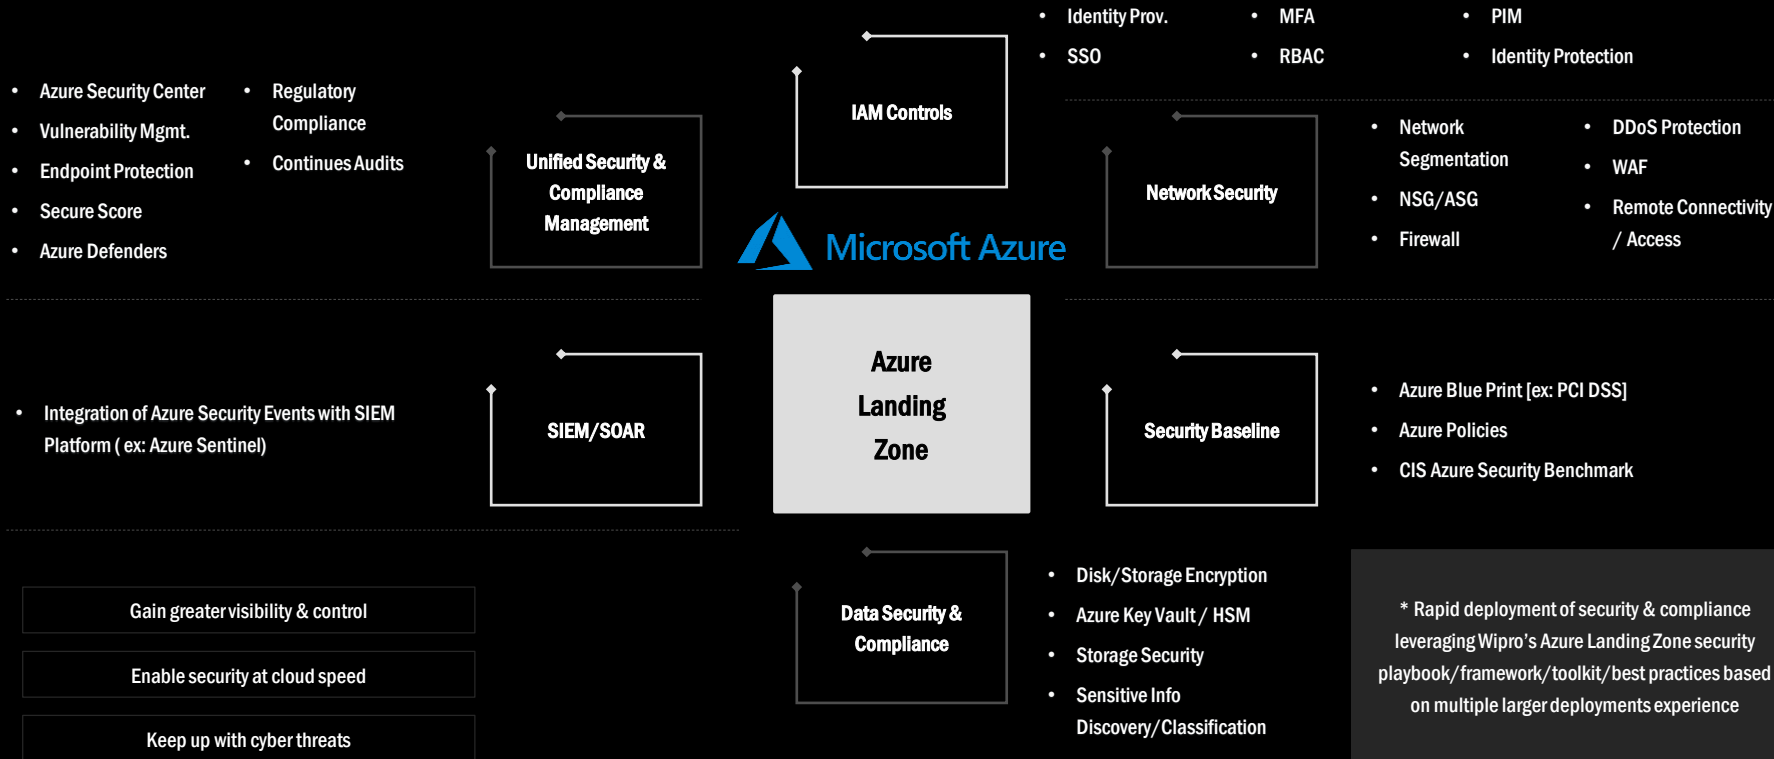 • Identity Prov.
• SSO
• MFA
• RBAC
• PIM
• Identity Protection
IAM Controls
• Azure Security Center
• Vulnerability Mgmt.
• Endpoint Protection
• Secure Score
• Azure Defenders
• Regulatory
Compliance
• Continues Audits
Unified Security &
Compliance
Management
Network Security
• Network
Segmentation
• NSG/ASG
• Firewall
• DDoS Protection
• WAF
• Remote Connectivity
/ Access
Microsoft Azure
• Integration of Azure Security Events with SIEM
Platform ( ex: Azure Sentinel)
SIEM/SOAR
Azure
Landing
Zone
Security Baseline
• Azure Blue Print [ex: PCI DSS]
• Azure Policies
• CIS Azure Security Benchmark
Gain greater visibility & control
Enable security at cloud speed
Keep up with cyber threats
Data Security &
Compliance
• Disk/Storage Encryption
• Azure Key Vault / HSM
• Storage Security
• Sensitive Info
Discovery/Classification
* Rapid deployment of security & compliance
leveraging Wipro’s Azure Landing Zone security
playbook/framework/toolkit/best practices based
on multiple larger deployments experience